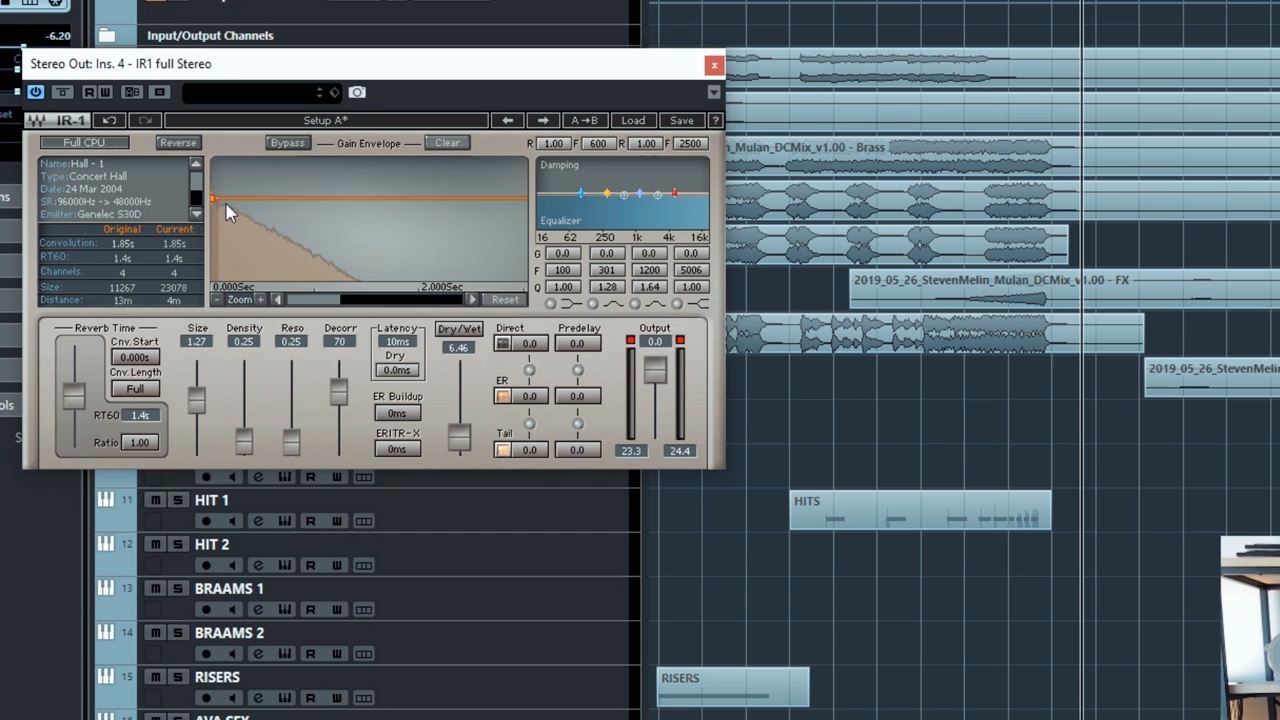 -6.20
Input/Output Channels
Stereo Out: Ins. 4 - IR1 full Stereo
x
R W
IR-1
Setup A*
A→B
Load
Save
?
Full CPU
Reverse
Bypass
Gain Envelope
Clear
R 1.00 F 600 R 1.00 F 2500
Name:Hall - 1
Type:Concert Hall
Date:24 Mar 2004
SR:96000Hz -> 48000Hz
Emitter:Genelec S30D
Original Current
Convolution: 1.85s 1.85s
RT60: 1.4s 1.4s
Channels: 4 4
Size: 11267 23078
Distance: 13m 4m
0.000Sec 2.000Sec
- Zoom +
Reset
Damping
Equalizer
16 62 250 1k 4k 16k
G 0.0 0.0 0.0 0.0
F 100 301 1200 5006
Q 1.00 1.28 1.64 1.00
Reverb Time
Cnv.Start
0.000s
Cnv.Length
Full
RT60 1.4s
Ratio 1.00
Size Density Reso Decorr
1.27 0.25 0.25 70
Latency
10ms
Dry
0.0ms
ER Buildup
0ms
ER/TR-X
0ms
Dry/Wet
6.46
Direct Predelay
0.0 0.0
ER
0.0 0.0
Tail
0.0 0.0
Output
0.0
23.3 24.4
_Mulan_DCMix_v1.00 - Brass
2019_05_26_StevenMelin_Mulan_DCMix_v1.00 - FX
2019_05_26_StevenMelin
11 m S HIT 1
HITS
12 m S HIT 2
13 m S BRAAMS 1
14 m S BRAAMS 2
15 m S RISERS
RISERS